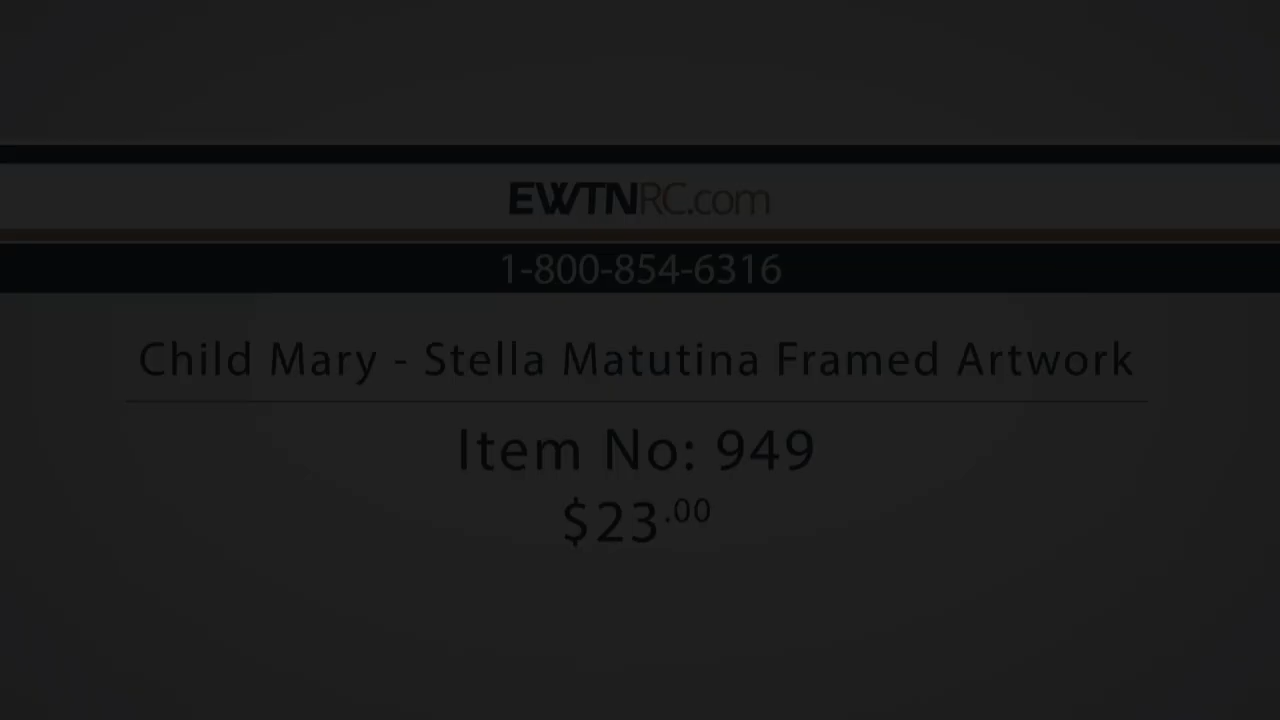 EWTNRC.com
1-800-854-6316
Child Mary - Stella Matutina Framed Artwork
Item No: 949
$23.00